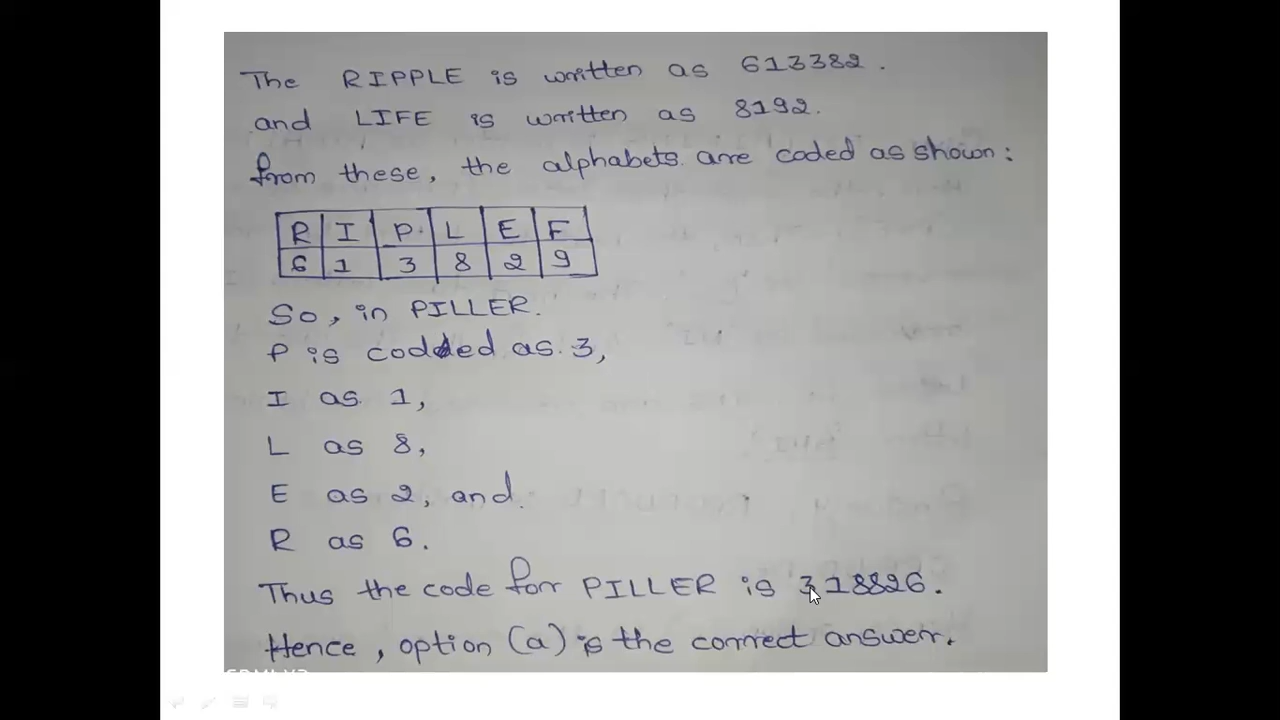 The RIPPLE is written as 613382.
and LIFE is written as 8192.
from these, the alphabets are coded as shown:
R I P L E F
6 1 3 8 2 9
So, in PILLER.
P is codded as 3,
I as 1,
L as 8,
E as 2, and.
R as 6.
Thus the code for PILLER is 318826.
Hence, option (a) is the correct answer.